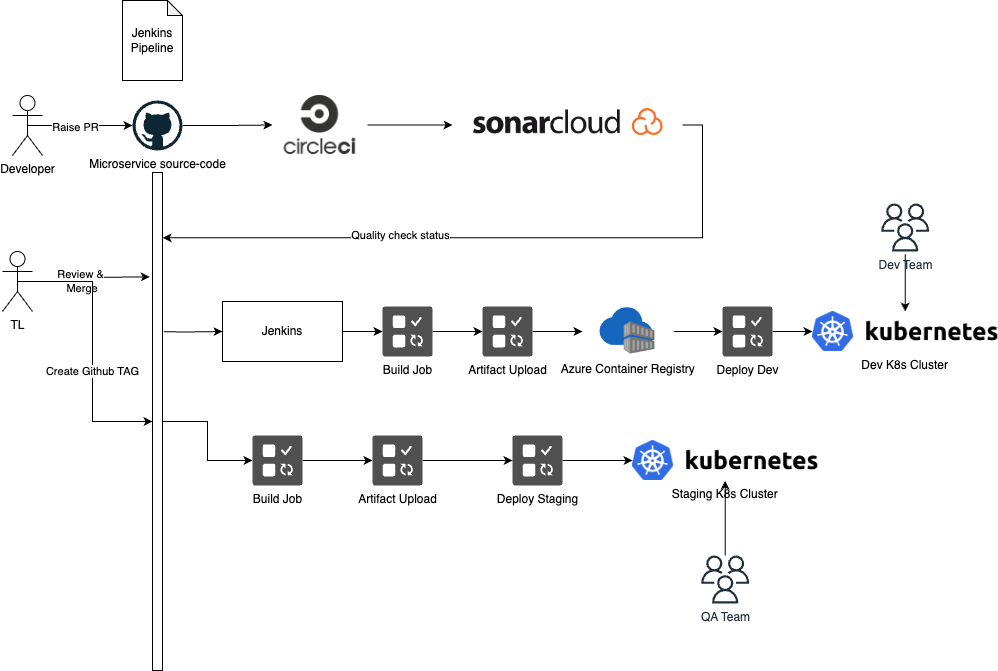 Jenkins
Pipeline
Raise PR
circleci
sonarcloud
Developer
Microservice source-code
Quality check status
Dev Team
Review &
Merge
TL
Jenkins
kubernetes
Build Job
Artifact Upload
Azure Container Registry
Deploy Dev
Dev K8s Cluster
Create Github TAG
kubernetes
Build Job
Artifact Upload
Deploy Staging
Staging K8s Cluster
QA Team